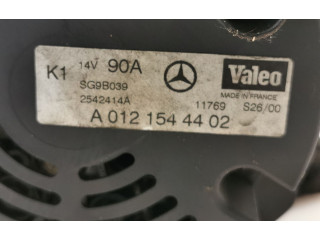 K1 14V 90A Valeo
SG9B039 MADE IN FRANCE
2542414A 11769 S26/00
A 012 154 44 02